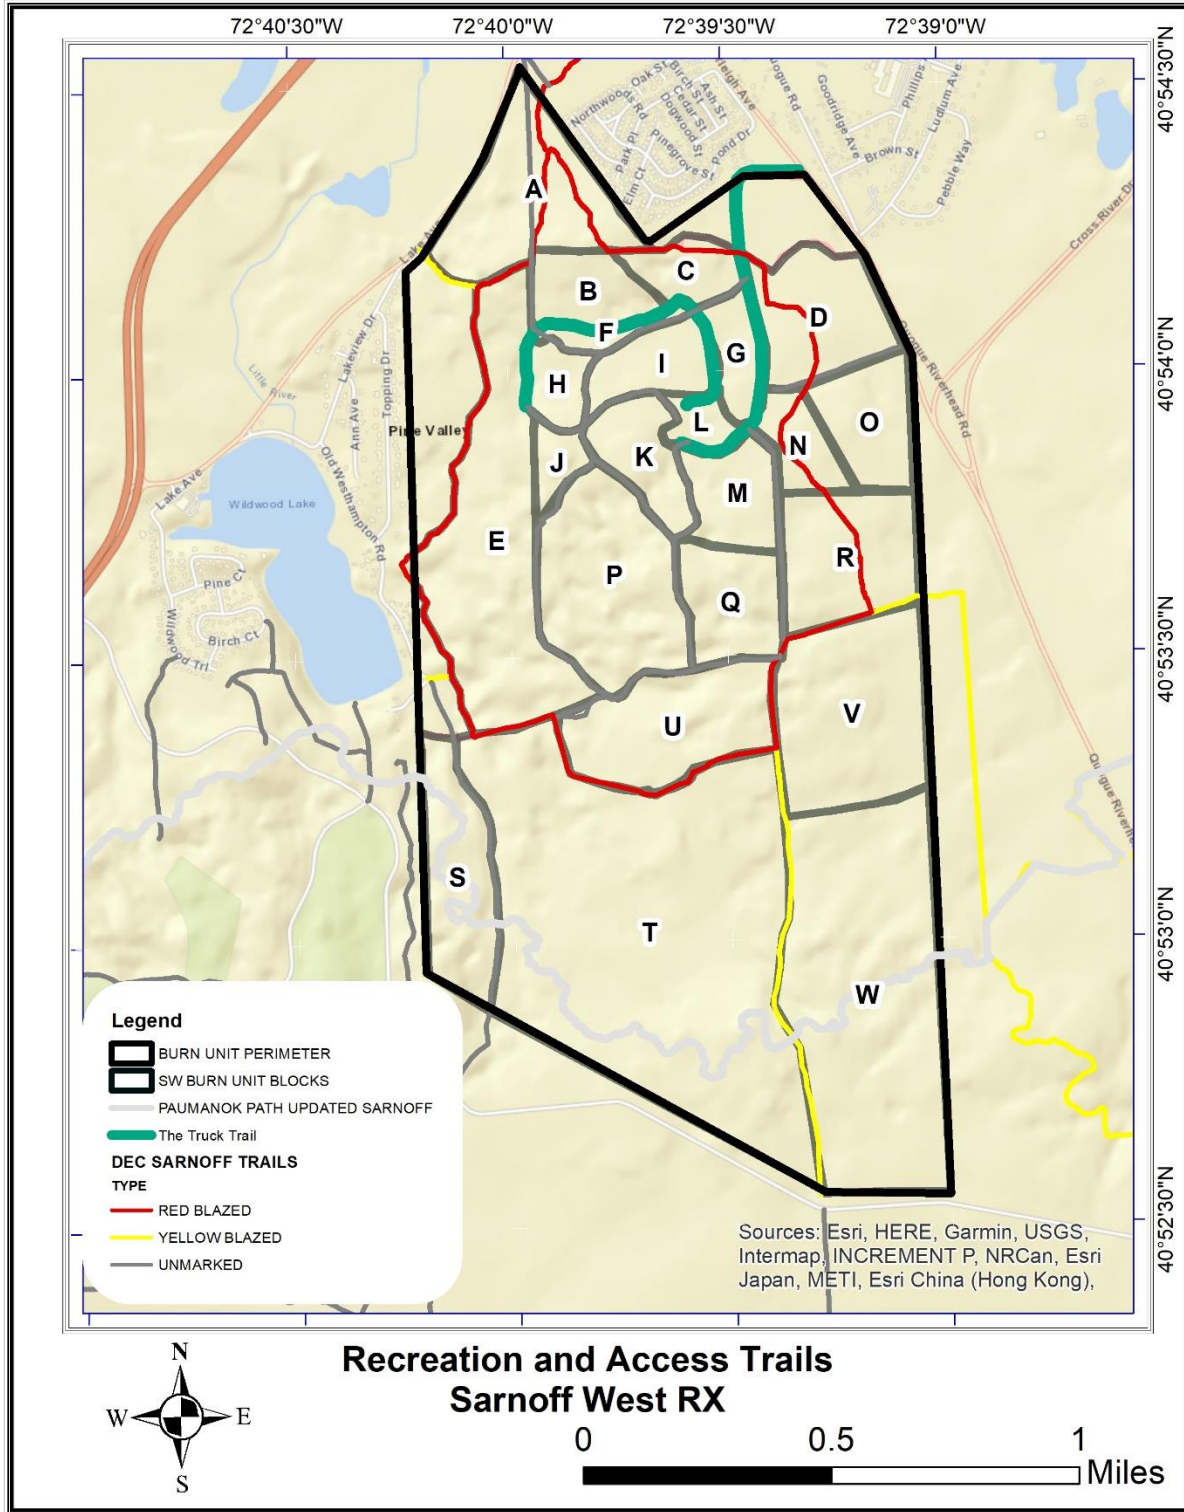 72°40'30"W
72°40'0"W
72°39'30"W
72°39'0"W
40°54'30"N
40°54'0"N
40°53'30"N
40°53'0"N
40°52'30"N
Oak St
Birch St
Ash St
Cedar St
Dogwood St
Pond Dr
Pinegrove St
Park Pl
Elm Ct
Goodridge Ave
Phillips
Ludlum Ave
Brown St
Pebble Way
Cross River Dr
Lake Ave
Lakeview Dr
Topping Dr
Little River
Ann Ave
Pine Valley
Old Westhampton Rd
Lake Ave
Wildwood Lake
Pine Ct
Birch Ct
Wildwood Trl
Quogue Riverhead Rd
A
B
C
D
E
F
G
H
I
J
K
L
M
N
O
P
Q
R
S
T
U
V
W
Legend
BURN UNIT PERIMETER
SW BURN UNIT BLOCKS
PAUMANOK PATH UPDATED SARNOFF
The Truck Trail
DEC SARNOFF TRAILS
TYPE
RED BLAZED
YELLOW BLAZED
UNMARKED
Sources: Esri, HERE, Garmin, USGS,
Intermap, INCREMENT P, NRCan, Esri
Japan, METI, Esri China (Hong Kong),
Recreation and Access Trails
Sarnoff West RX
N
W
E
S
0
0.5
1
Miles